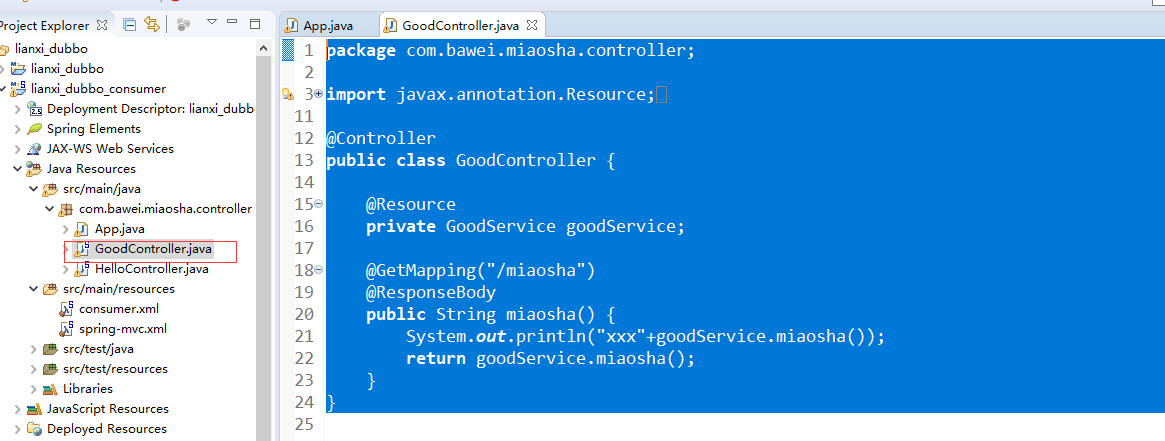 Project Explorer
lianxi_dubbo
lianxi_dubbo
lianxi_dubbo_consumer
Deployment Descriptor: lianxi_dubb
Spring Elements
JAX-WS Web Services
Java Resources
src/main/java
com.bawei.miaosha.controller
App.java
GoodController.java
HelloController.java
src/main/resources
consumer.xml
spring-mvc.xml
src/test/java
src/test/resources
Libraries
JavaScript Resources
Deployed Resources
App.java
GoodController.java
1 package com.bawei.miaosha.controller;
2
3 import javax.annotation.Resource;
11
12 @Controller
13 public class GoodController {
14
15 @Resource
16 private GoodService goodService;
17
18 @GetMapping("/miaosha")
19 @ResponseBody
20 public String miaosha() {
21 System.out.println("xxx"+goodService.miaosha());
22 return goodService.miaosha();
23 }
24 }
25